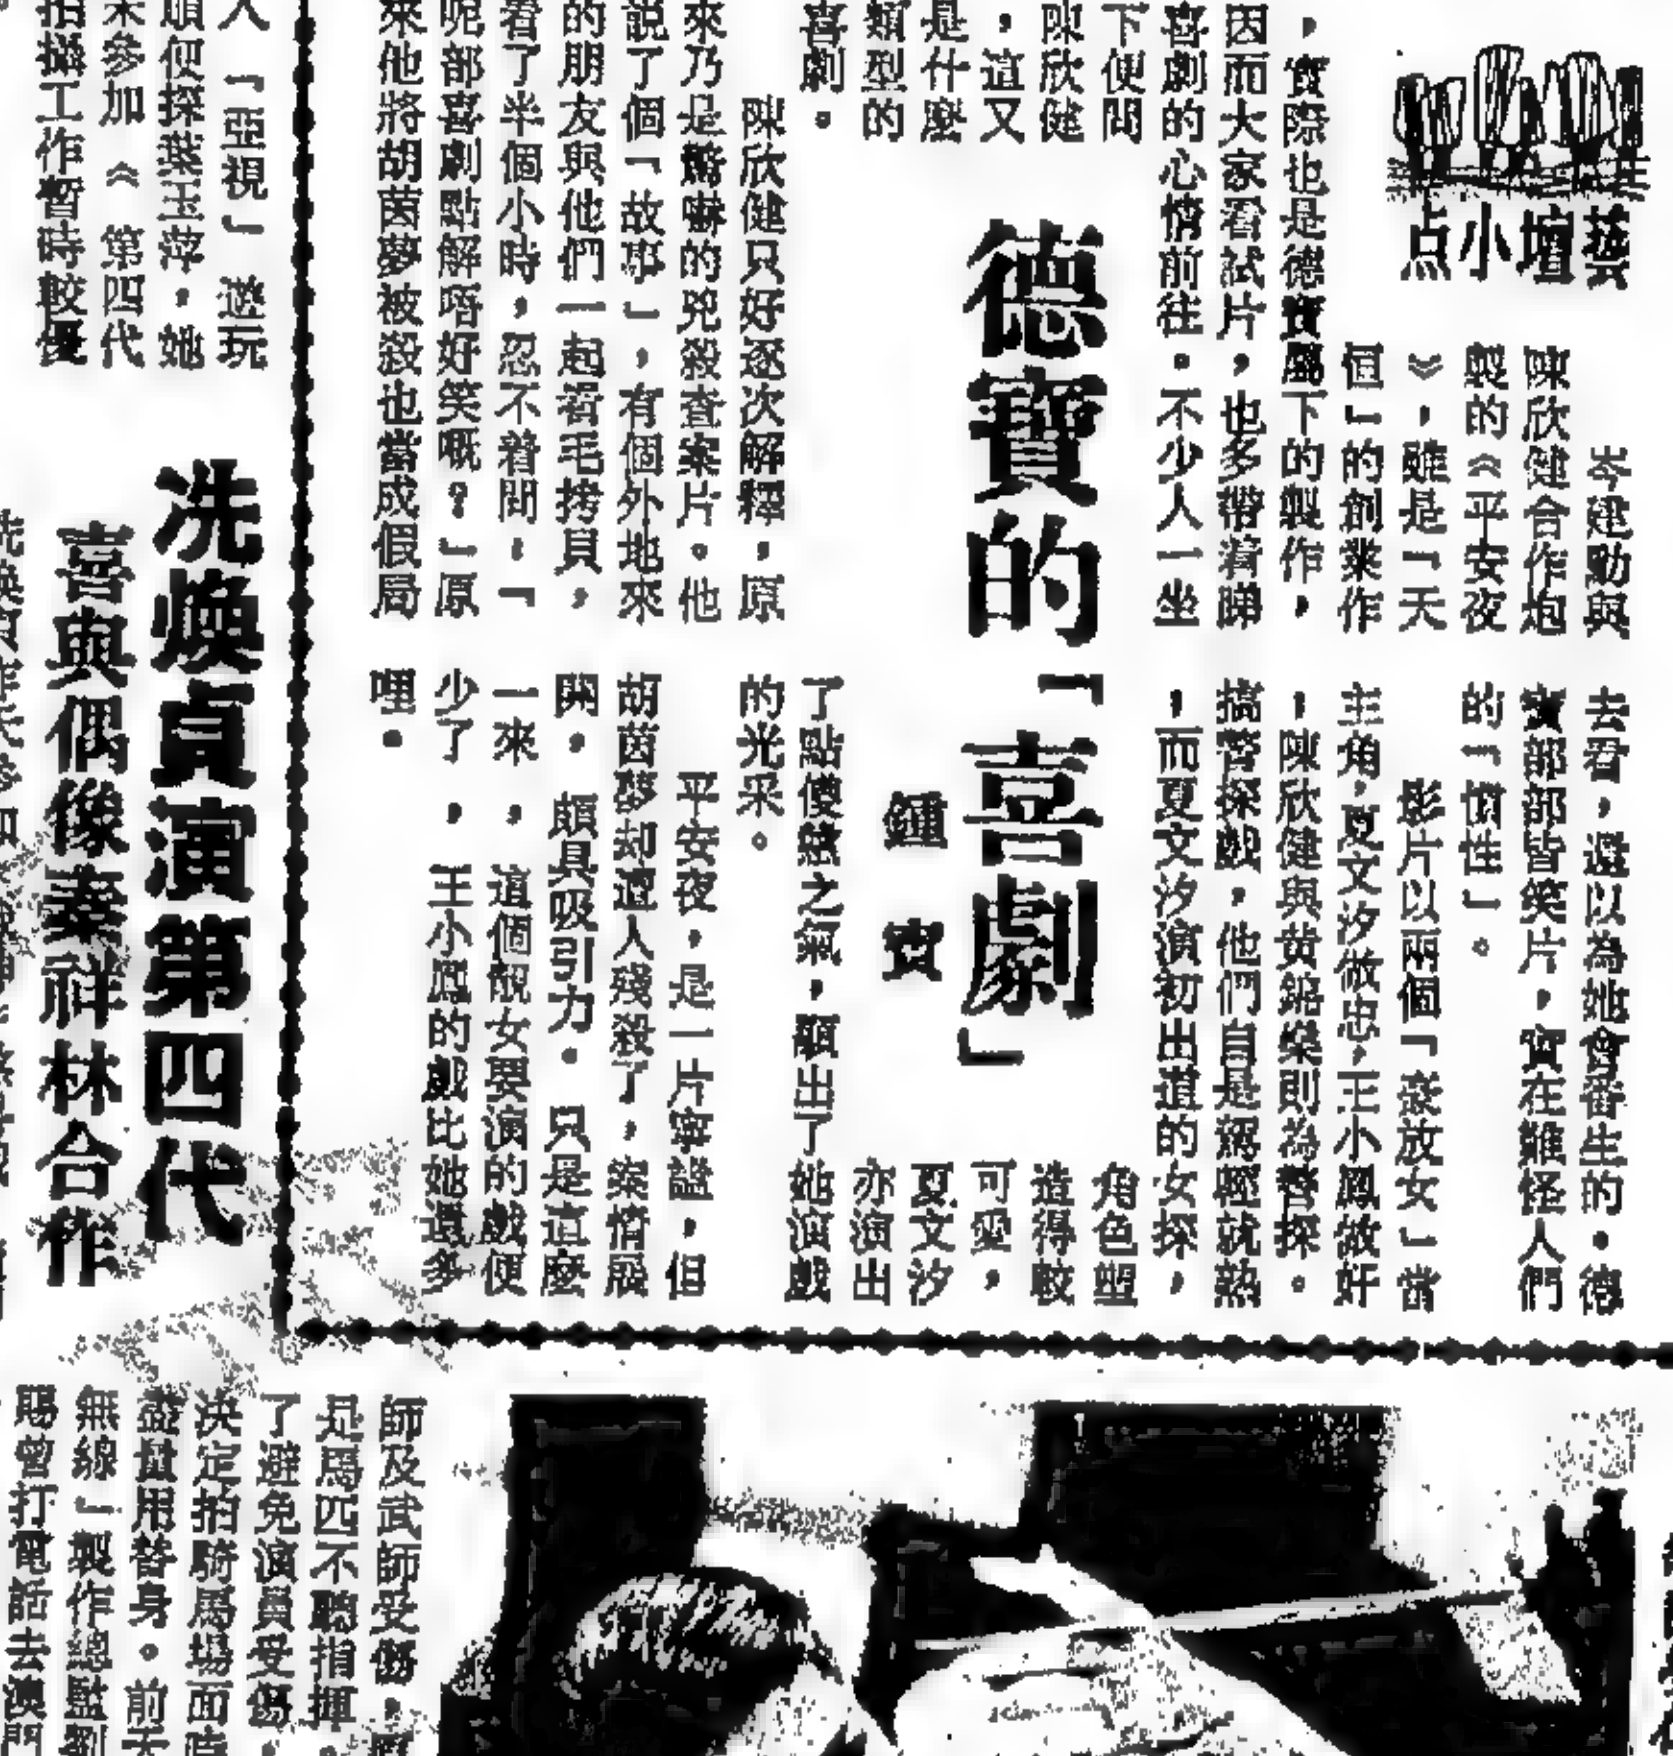 藝壇小点
德寶的「喜劇」
鍾
岑建勳與
陳欣健合作炮
製的《平安夜
》,雖是「天
值」的創業作
,實際也是德寶屬下的製作,
因而大家看試片,也多帶着睇
喜劇的心情前往。不少人一坐
下便問
陳欣健
,這又
是什麼
類型的
喜劇。
陳欣健只好逐次解釋,原
來乃是驚嚇的兇殺查案片。他
說了個「故事」,有個外地來
的朋友與他們一起看毛拷貝,
看了半個小時,忍不着問,「
呢部喜劇點解唔好笑嘅?」原
來他將胡茵夢被殺也當成假局
去看,還以為她會番生的。德
寶部部皆笑片,實在難怪人們
的「慣性」。
影片以兩個「豪放女」當
主角,夏文汐做忠,王小鳳做奸
,陳欣健與黃錦燊則為警探。
搞警探戲,他們自是駕輕就熟
,而夏文汐演初出道的女探,
角色塑
造得較
可愛,
夏文汐
亦演出
了點傻憨之氣,顯出了她演戲
的光采。
平安夜,是一片寧謐,但
胡茵夢却遭人殘殺了,案情展
開,頗具吸引力。只是這麼
一來,這個女要演的戲便
少了,王小鳳的戲比她還多
哩。
人「亞視」遊玩
順便探葉玉萍,她
未參加《第四代
拍攝工作暫時較優
冼煥貞演第四代
喜與偶像秦祥林合作
師及武師受傷,
是馬匹不聽指揮,
了避免演員受傷,
決定拍騎馬場面時
盡量用替身。前天
無線」製作總監劉
賜曾打電話去澳門